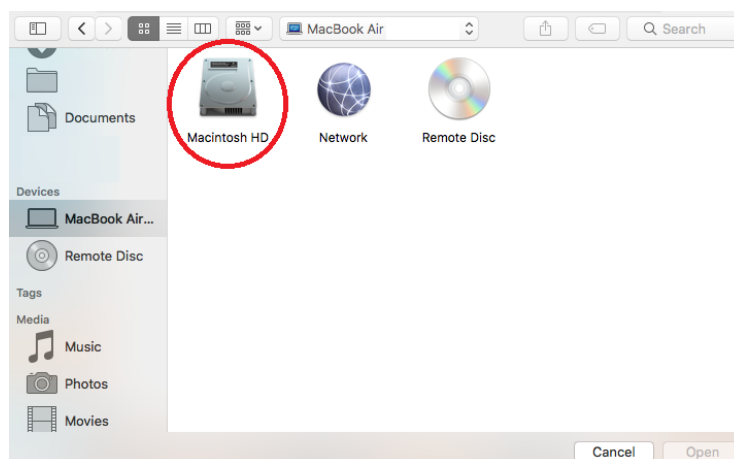 MacBook Air
Search
Documents
Devices
MacBook Air...
Remote Disc
Tags
Media
Music
Photos
Movies
Macintosh HD
Network
Remote Disc
Cancel
Open